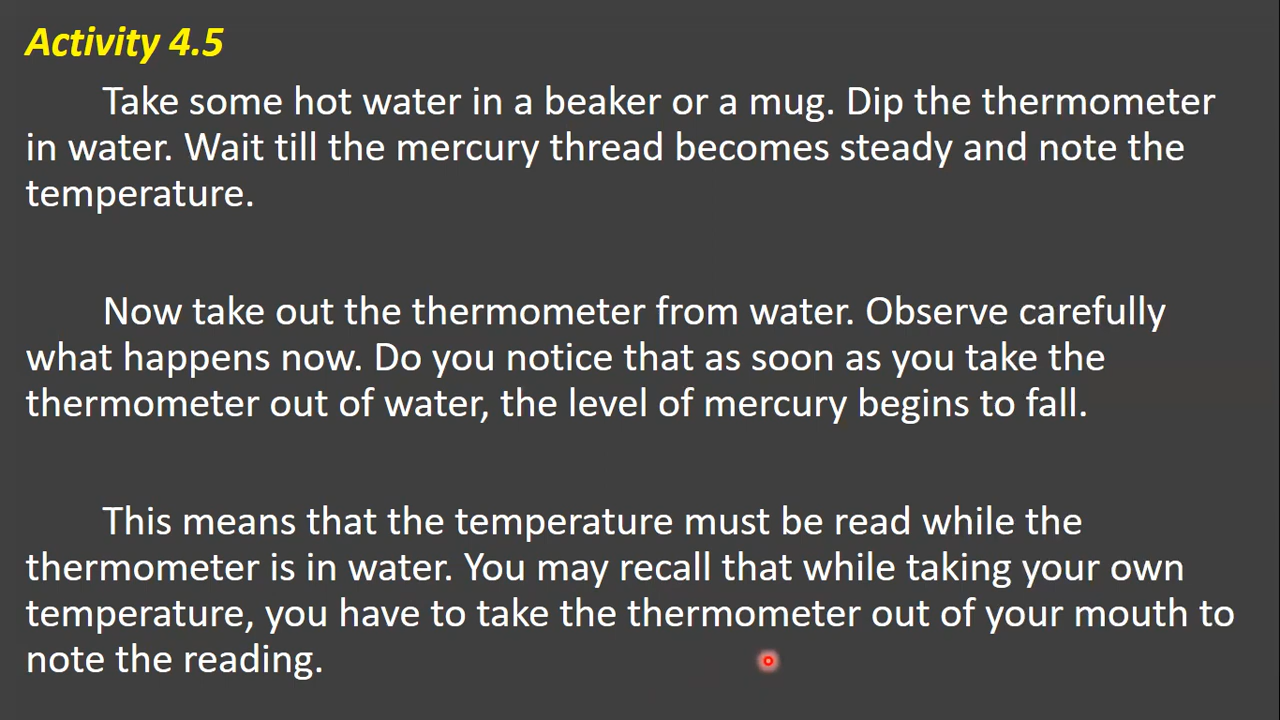 Activity 4.5
Take some hot water in a beaker or a mug. Dip the thermometer
in water. Wait till the mercury thread becomes steady and note the
temperature.
Now take out the thermometer from water. Observe carefully
what happens now. Do you notice that as soon as you take the
thermometer out of water, the level of mercury begins to fall.
This means that the temperature must be read while the
thermometer is in water. You may recall that while taking your own
temperature, you have to take the thermometer out of your mouth to
note the reading.